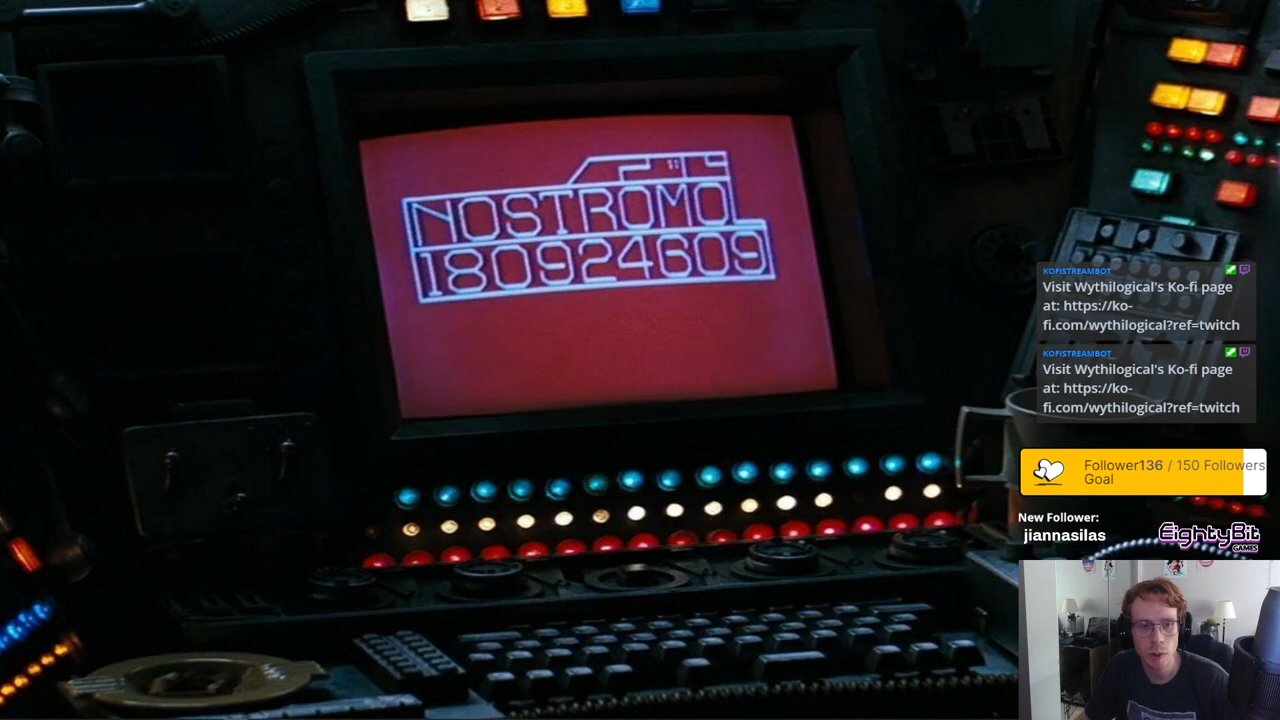 NOSTROMO
180924609
KOFISTREAMBOT
Visit Wythilogical's Ko-fi page
at: https://ko-
fi.com/wythilogical?ref=twitch
KOFISTREAMBOT
Visit Wythilogical's Ko-fi page
at: https://ko-
fi.com/wythilogical?ref=twitch
Follower
Goal
136 / 150 Followers
New Follower:
jiannasilas
EightyBit
GAMES